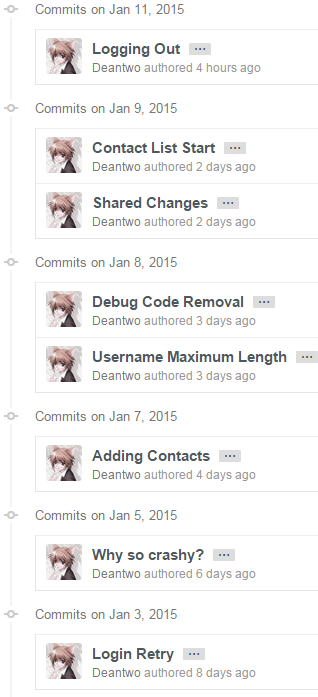 Commits on Jan 11, 2015
Logging Out ...
Deantwo authored 4 hours ago
Commits on Jan 9, 2015
Contact List Start ...
Deantwo authored 2 days ago
Shared Changes ...
Deantwo authored 2 days ago
Commits on Jan 8, 2015
Debug Code Removal ...
Deantwo authored 3 days ago
Username Maximum Length ...
Deantwo authored 3 days ago
Commits on Jan 7, 2015
Adding Contacts ...
Deantwo authored 4 days ago
Commits on Jan 5, 2015
Why so crashy? ...
Deantwo authored 6 days ago
Commits on Jan 3, 2015
Login Retry ...
Deantwo authored 8 days ago